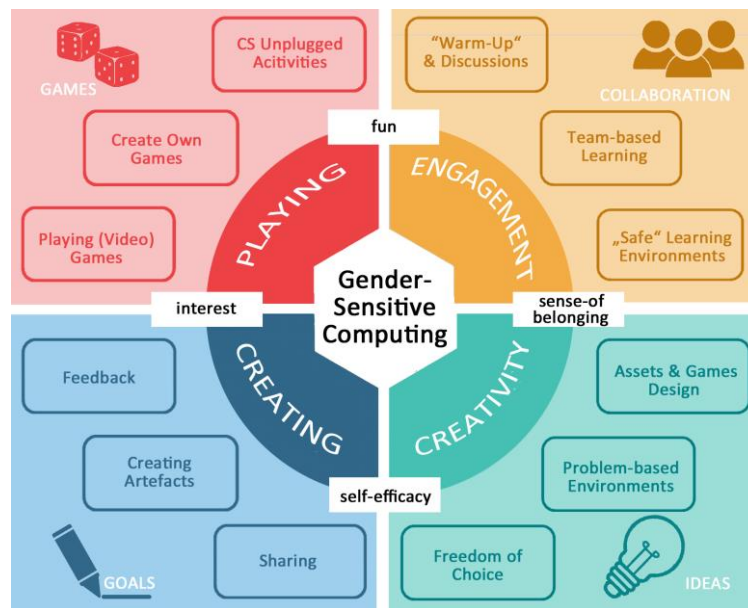 CS Unplugged
Acitivities
GAMES
Create Own
Games
Playing (Video)
Games
PLAYING
fun
“Warm-Up“
& Discussions
COLLABORATION
Team-based
Learning
„Safe“ Learning
Environments
ENGAGEMENT
interest
Gender-
Sensitive
Computing
sense-of
belonging
Feedback
Creating
Artefacts
Sharing
GOALS
CREATING
self-efficacy
CREATIVITY
Assets & Games
Design
Problem-based
Environments
Freedom of
Choice
IDEAS